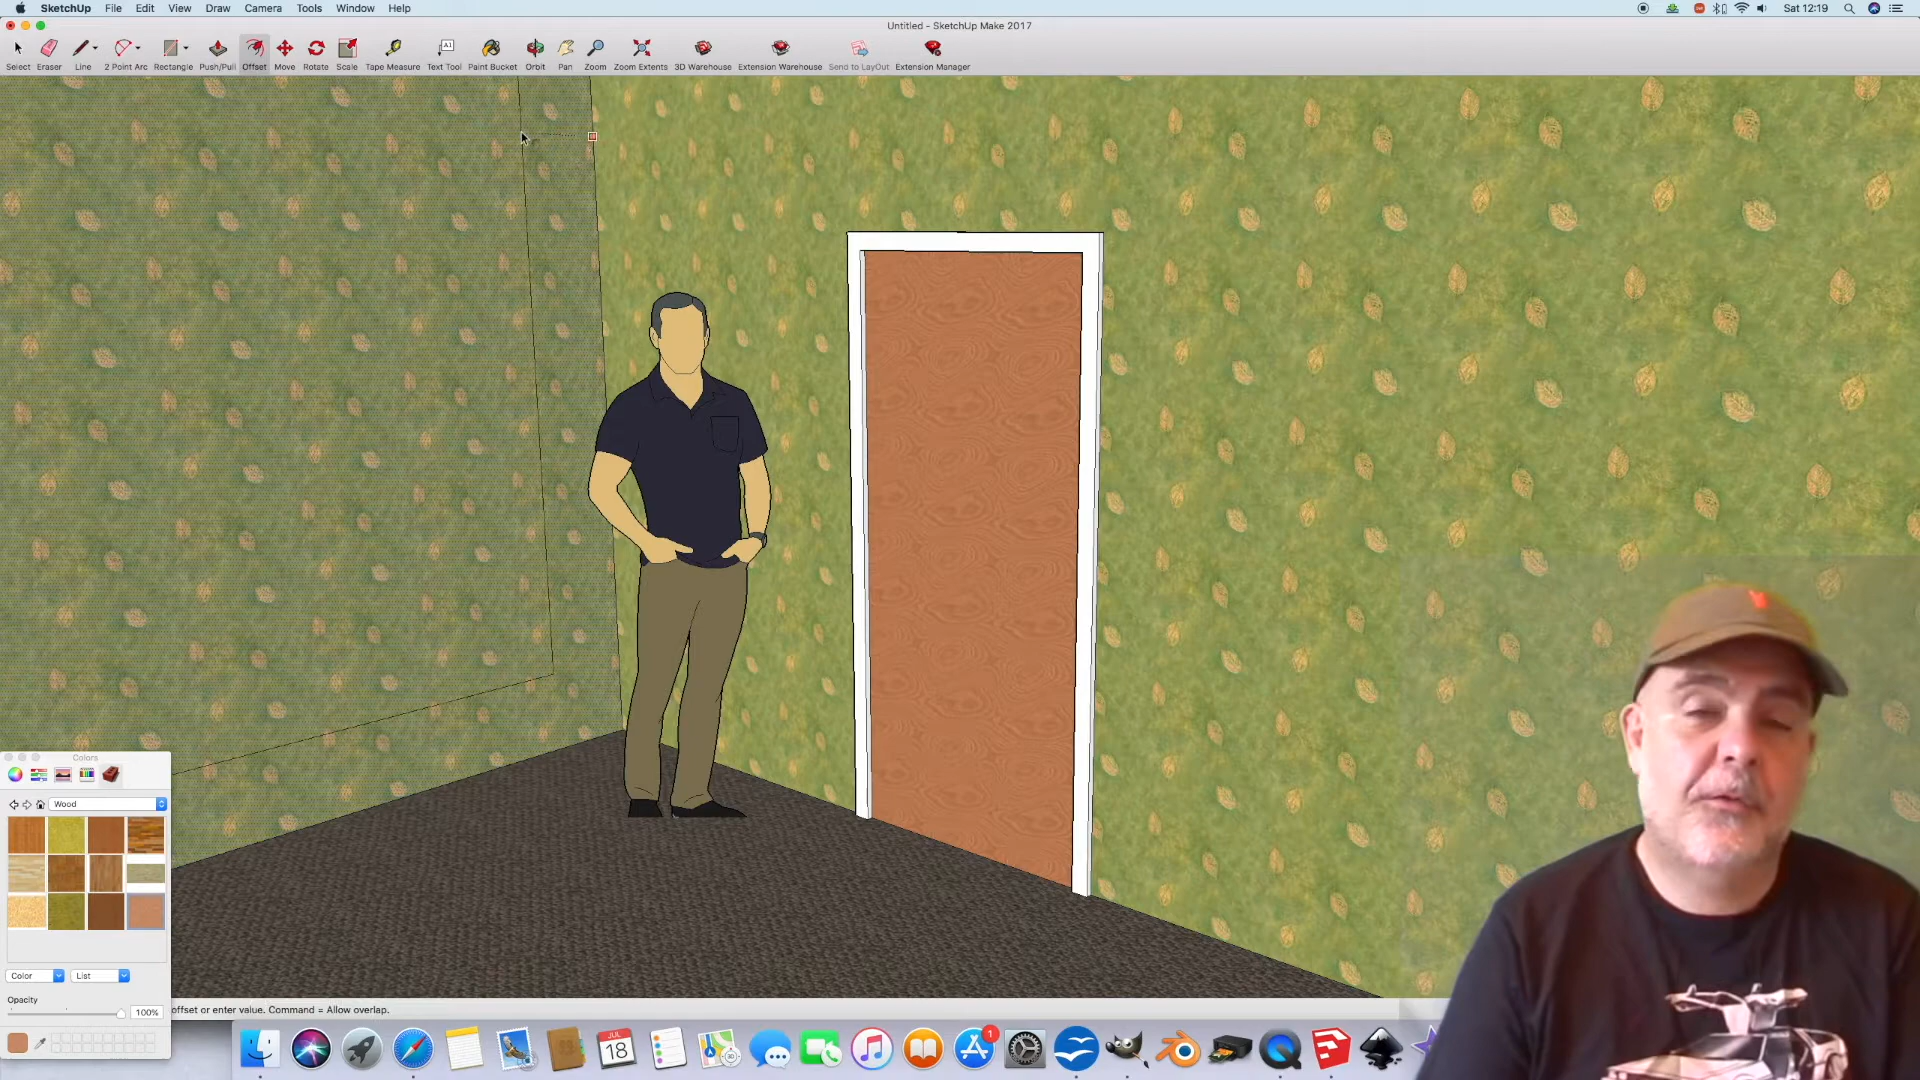 SketchUp File Edit View Draw Camera Tools Window Help
Sat 12:19
Untitled - SketchUp Make 2017
Select Eraser Line 2 Point Arc Rectangle Push/Pull Offset Move Rotate Scale Tape Measure Text Tool Paint Bucket Orbit Pan Zoom Zoom Extents 3D Warehouse Extension Warehouse Send to LayOut Extension Manager
Colors
Wood
Color List
Opacity
100%
offset or enter value. Command = Allow overlap.
JUL
18
1